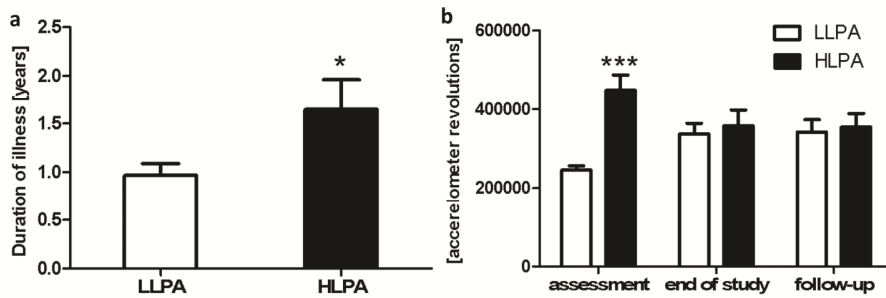 a
Duration of illness [years]
2.5
2.0
1.5
1.0
0.5
0.0
*
LLPA
HLPA
b
[accerelometer revolutions]
600000
400000
200000
0
***
LLPA
HLPA
assessment
end of study
follow-up